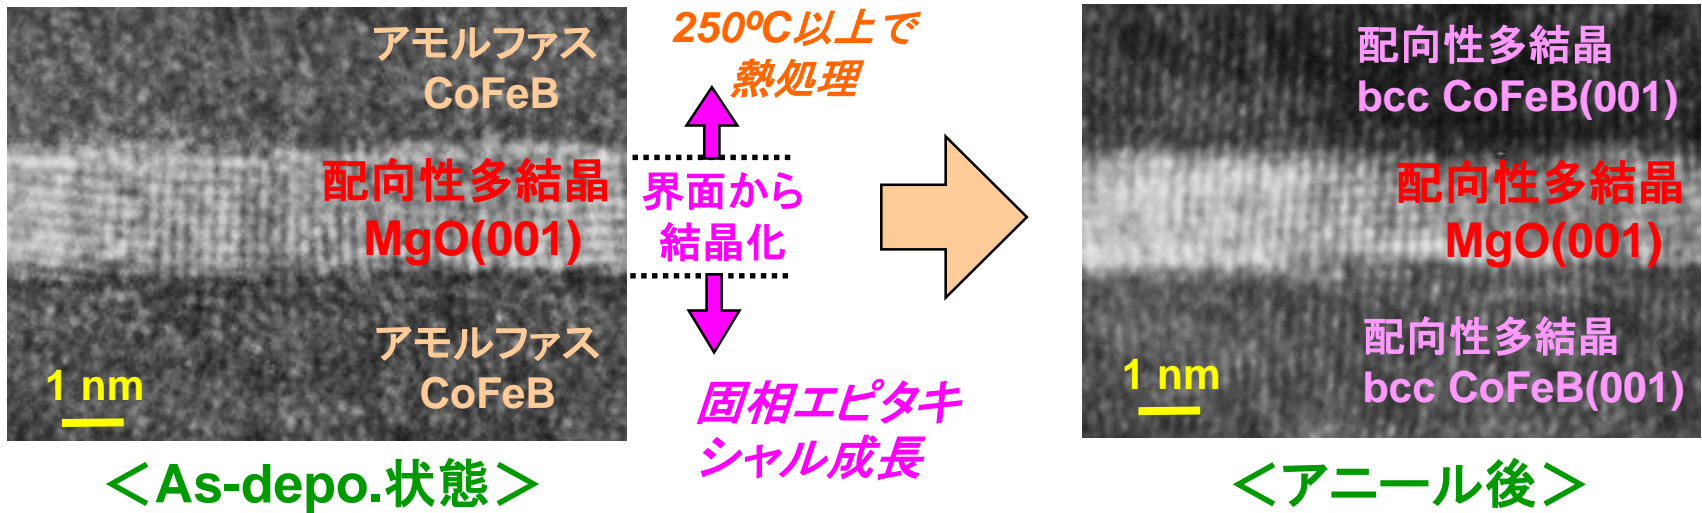 アモルファス
CoFeB
配向性多結晶
MgO(001)
アモルファス
CoFeB
1 nm
＜As-depo.状態＞
250ºC以上で
熱処理
界面から
結晶化
固相エピタキ
シャル成長
配向性多結晶
bcc CoFeB(001)
配向性多結晶
MgO(001)
配向性多結晶
bcc CoFeB(001)
1 nm
＜アニール後＞